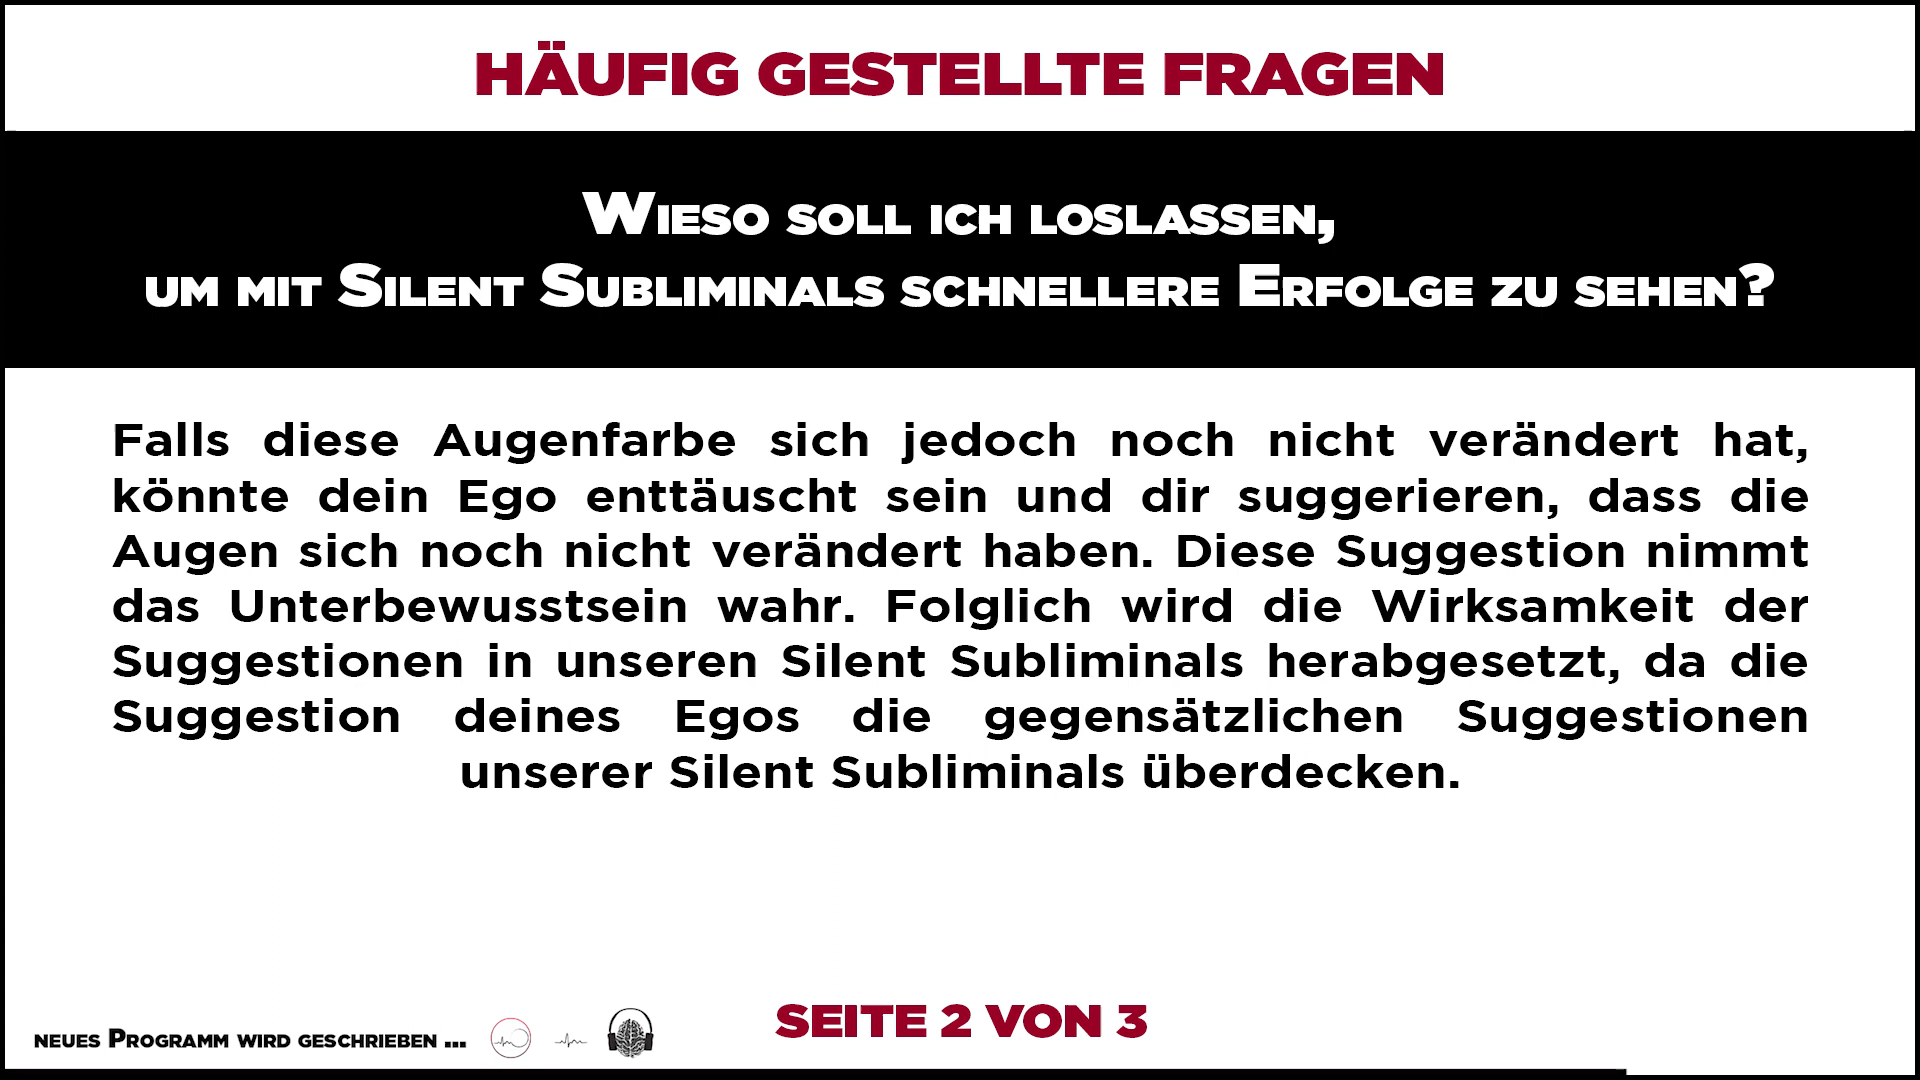 HÄUFIG GESTELLTE FRAGEN
Wieso soll ich loslassen,
um mit Silent Subliminals schnellere Erfolge zu sehen?
Falls diese Augenfarbe sich jedoch noch nicht verändert hat,
könnte dein Ego enttäuscht sein und dir suggerieren, dass die
Augen sich noch nicht verändert haben. Diese Suggestion nimmt
das Unterbewusstsein wahr. Folglich wird die Wirksamkeit der
Suggestionen in unseren Silent Subliminals herabgesetzt, da die
Suggestion deines Egos die gegensätzlichen Suggestionen
unserer Silent Subliminals überdecken.
neues Programm wird geschrieben ...
SEITE 2 VON 3